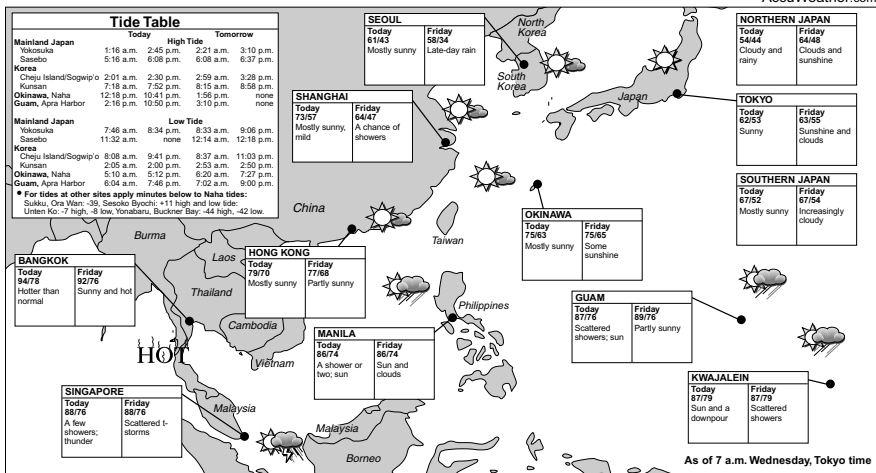 AccuWeather.com
Tide Table
Today Tomorrow
High Tide
Mainland Japan
Yokosuka 1:16 a.m. 2:45 p.m. 2:21 a.m. 3:10 p.m.
Sasebo 5:16 a.m. 6:08 p.m. 6:08 a.m. 6:37 p.m.
Korea
Cheju Island/Sogwip'o 2:01 a.m. 2:30 p.m. 2:59 a.m. 3:28 p.m.
Kunsan 7:18 a.m. 7:52 p.m. 8:15 a.m. 8:58 p.m.
Okinawa, Naha 12:18 p.m. 10:41 p.m. 1:56 p.m. none
Guam, Apra Harbor 2:16 p.m. 10:50 p.m. 3:10 p.m. none
Mainland Japan Low Tide
Yokosuka 7:46 a.m. 8:34 p.m. 8:33 a.m. 9:06 p.m.
Sasebo 11:32 a.m. none 12:14 a.m. 12:18 p.m.
Korea
Cheju Island/Sogwip'o 8:08 a.m. 9:41 p.m. 8:37 a.m. 11:03 p.m.
Kunsan 2:05 a.m. 2:00 p.m. 2:53 a.m. 2:50 p.m.
Okinawa, Naha 5:10 a.m. 5:12 p.m. 6:20 a.m. 7:27 p.m.
Guam, Apra Harbor 6:04 a.m. 7:46 p.m. 7:02 a.m. 9:00 p.m.
• For tides at other sites apply minutes below to Naha tides:
Sukku, Ora Wan: -39, Sesoko Byochi: +11 high and low tide:
Unten Ko: -7 high, -8 low, Yonabaru, Buckner Bay: -44 high, -42 low.
SEOUL
Today Friday
61/43 58/34
Mostly sunny Late-day rain
North
Korea
South
Korea
Japan
NORTHERN JAPAN
Today Friday
54/44 64/48
Cloudy and Clouds and
rainy sunshine
SHANGHAI
Today Friday
73/57 64/47
Mostly sunny, A chance of
mild showers
TOKYO
Today Friday
62/53 63/55
Sunny Sunshine and
clouds
SOUTHERN JAPAN
Today Friday
67/52 67/54
Mostly sunny Increasingly
cloudy
China
Taiwan
OKINAWA
Today Friday
75/63 75/65
Mostly sunny Some
sunshine
Burma
Laos
HONG KONG
Today Friday
79/70 77/68
Mostly sunny Partly sunny
BANGKOK
Today Friday
94/78 92/76
Hotter than Sunny and hot
normal
Thailand
Cambodia
Vietnam
HOT
Philippines
MANILA
Today Friday
86/74 86/74
A shower or Sun and
two; sun clouds
GUAM
Today Friday
87/76 89/76
Scattered Partly sunny
showers; sun
KWAJALEIN
Today Friday
87/79 87/79
Sun and a Scattered
downpour showers
SINGAPORE
Today Friday
88/76 88/76
A few Scattered t-
showers; storms
thunder
Malaysia
Malaysia
Borneo
As of 7 a.m. Wednesday, Tokyo time